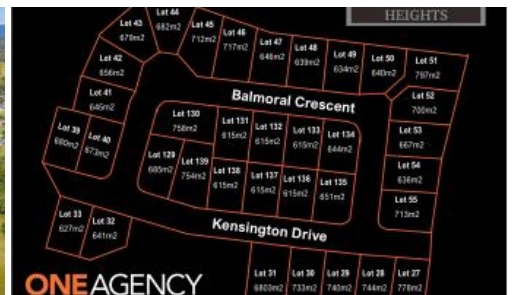 HEIGHTS
Lot 43
679m2
Lot 44
682m2
Lot 45
712m2
Lot 46
717m2
Lot 47
646m2
Lot 48
639m2
Lot 49
634m2
Lot 50
640m2
Lot 51
797m2
Lot 42
656m2
Lot 41
646m2
Lot 52
700m2
Balmoral Crescent
Lot 39
680m2
Lot 40
673m2
Lot 130
758m2
Lot 131
615m2
Lot 132
615m2
Lot 133
615m2
Lot 134
644m2
Lot 53
667m2
Lot 129
685m2
Lot 139
754m2
Lot 138
615m2
Lot 137
615m2
Lot 136
615m2
Lot 135
651m2
Lot 54
636m2
Lot 55
713m2
Lot 33
627m2
Lot 32
641m2
Kensington Drive
Lot 31
6803m2
Lot 30
733m2
Lot 29
740m2
Lot 28
744m2
Lot 27
778m2
ONEAGENCY